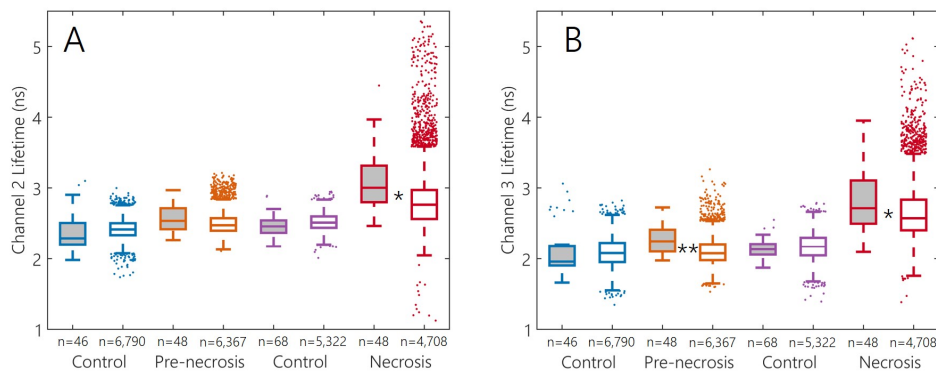 A
B
Channel 2 Lifetime (ns)
5
4
3
2
1
*
n=46 n=6,790 n=48 n=6,367 n=68 n=5,322 n=48 n=4,708
Control Pre-necrosis Control Necrosis
Channel 3 Lifetime (ns)
5
4
3
2
1
**
*
n=46 n=6,790 n=48 n=6,367 n=68 n=5,322 n=48 n=4,708
Control Pre-necrosis Control Necrosis